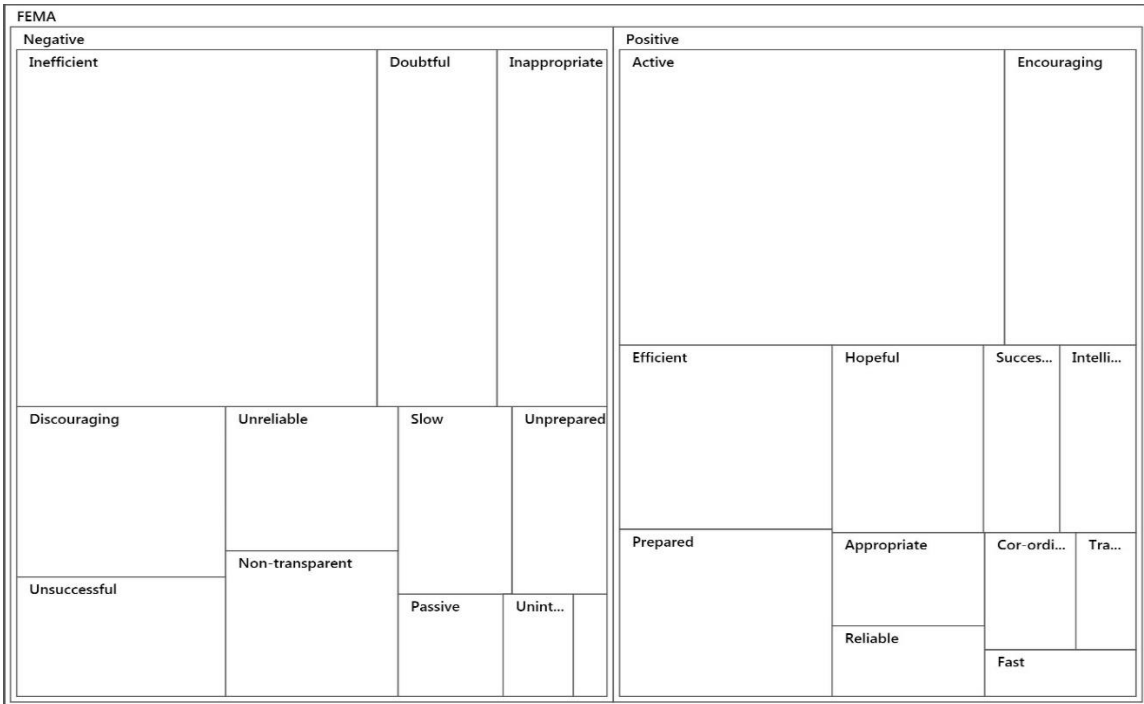 FEMA
Negative
Inefficient
Doubtful
Inappropriate
Discouraging
Unreliable
Slow
Unprepared
Non-transparent
Unsuccessful
Passive
Unint...
Positive
Active
Encouraging
Efficient
Hopeful
Succes...
Intelli...
Prepared
Appropriate
Cor-ordi...
Tra...
Reliable
Fast